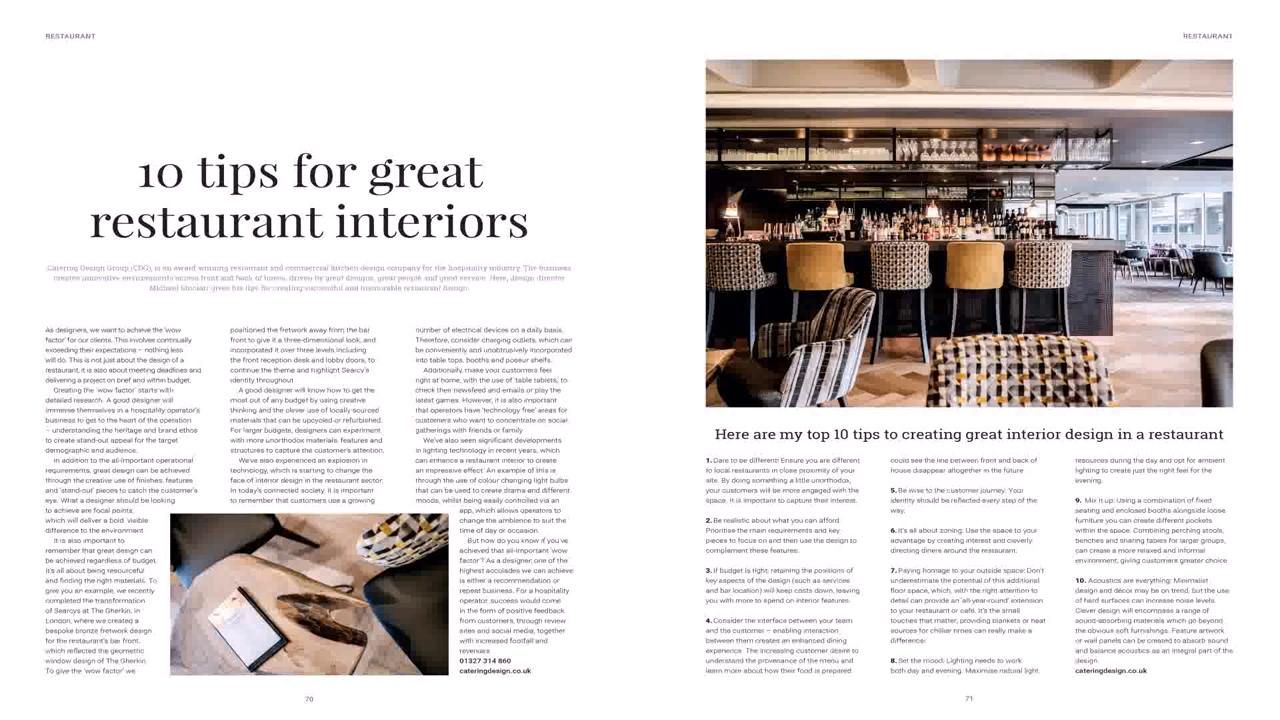 RESTAURANT
10 tips for great
restaurant interiors
Catering Design Group (CDG), is an award winning restaurant and commercial kitchen design company for the hospitality industry. The business
creates innovative environments across front and back of house, driven by great designs, great people and great service. Here, design director
Michael Sinclair gives his tips for creating successful and memorable restaurant design.
As designers, we want to achieve the 'wow
factor' for our clients. This involves continually
exceeding their expectations – nothing less
will do. This is not just about the design of a
restaurant, it is also about meeting deadlines and
delivering a project on brief and within budget.
Creating the 'wow factor' starts with
detailed research. A good designer will
immerse themselves in a hospitality operator's
business to get to the heart of the operation
– understanding the heritage and brand ethos
to create stand-out appeal for the target
demographic and audience.
In addition to the all-important operational
requirements, great design can be achieved
through the creative use of finishes, features
and 'stand-out' pieces to catch the customer's
eye. What a designer should be looking
to achieve are focal points,
which will deliver a bold, visible
difference to the environment
It is also important to
remember that great design can
be achieved regardless of budget.
It's all about being resourceful
and finding the right materials. To
give you an example, we recently
completed the transformation
of Searcys at The Gherkin, in
London, where we created a
bespoke bronze fretwork design
for the restaurant's bar front,
which reflected the geometric
window design of The Gherkin.
To give the 'wow factor' we
positioned the fretwork away from the bar
front to give it a three-dimensional look, and
incorporated it over three levels including
the front reception desk and lobby doors, to
continue the theme and highlight Searcy's
identity throughout
A good designer will know how to get the
most out of any budget by using creative
thinking and the clever use of locally-sourced
materials that can be upcycled or refurbished.
For larger budgets, designers can experiment
with more unorthodox materials, features and
structures to capture the customer's attention.
We've also experienced an explosion in
technology, which is starting to change the
face of interior design in the restaurant sector.
In today's connected society, it is important
to remember that customers use a growing
number of electrical devices on a daily basis.
Therefore, consider charging outlets, which can
be conveniently and unobtrusively incorporated
into table tops, booths and poseur shelfs.
Additionally, make your customers feel
right at home, with the use of 'table tablets', to
check their newsfeed and emails or play the
latest games. However, it is also important
that operators have 'technology free' areas for
customers who want to concentrate on social
gatherings with friends or family
We've also seen significant developments
in lighting technology in recent years, which
can enhance a restaurant interior to create
an impressive effect. An example of this is
through the use of colour changing light bulbs
that can be used to create drama and different
moods, whilst being easily controlled via an
app, which allows operators to
change the ambience to suit the
time of day or occasion.
But how do you know if you've
achieved that all-important 'wow
factor'? As a designer, one of the
highest accolades we can achieve
is either a recommendation or
repeat business. For a hospitality
operator, success would come
in the form of positive feedback
from customers, through review
sites and social media, together
with increased footfall and
revenues
01327 314 860
cateringdesign.co.uk
70
RESTAURANT
Here are my top 10 tips to creating great interior design in a restaurant
1. Dare to be different! Ensure you are different
to local restaurants in close proximity of your
site. By doing something a little unorthodox,
your customers will be more engaged with the
space. It is important to capture their interest.
2. Be realistic about what you can afford.
Prioritise the main requirements and key
pieces to focus on and then use the design to
complement these features.
3. If budget is tight, retaining the positions of
key aspects of the design (such as services
and bar location) will keep costs down, leaving
you with more to spend on interior features.
4. Consider the interface between your team
and the customer – enabling interaction
between them creates an enhanced dining
experience. The increasing customer desire to
understand the provenance of the menu and
learn more about how their food is prepared
could see the line between front and back of
house disappear altogether in the future
5. Be wise to the customer journey. Your
identity should be reflected every step of the
way.
6. It's all about zoning. Use the space to your
advantage by creating interest and cleverly
directing diners around the restaurant.
7. Paying homage to your outside space: Don't
underestimate the potential of this additional
floor space, which, with the right attention to
detail can provide an 'all-year-round' extension
to your restaurant or café. It's the small
touches that matter; providing blankets or heat
sources for chillier times can really make a
difference.
8. Set the mood: Lighting needs to work
both day and evening. Maximise natural light
resources during the day and opt for ambient
lighting to create just the right feel for the
evening.
9. Mix it up: Using a combination of fixed
seating and enclosed booths alongside loose
furniture you can create different pockets
within the space. Combining perching stools,
benches and sharing tables for larger groups,
can create a more relaxed and informal
environment, giving customers greater choice
10. Acoustics are everything: Minimalist
design and décor may be on trend, but the use
of hard surfaces can increase noise levels.
Clever design will encompass a range of
sound-absorbing materials which go beyond
the obvious soft furnishings. Feature artwork
or wall panels can be created to absorb sound
and balance acoustics as an integral part of the
design.
cateringdesign.co.uk
71